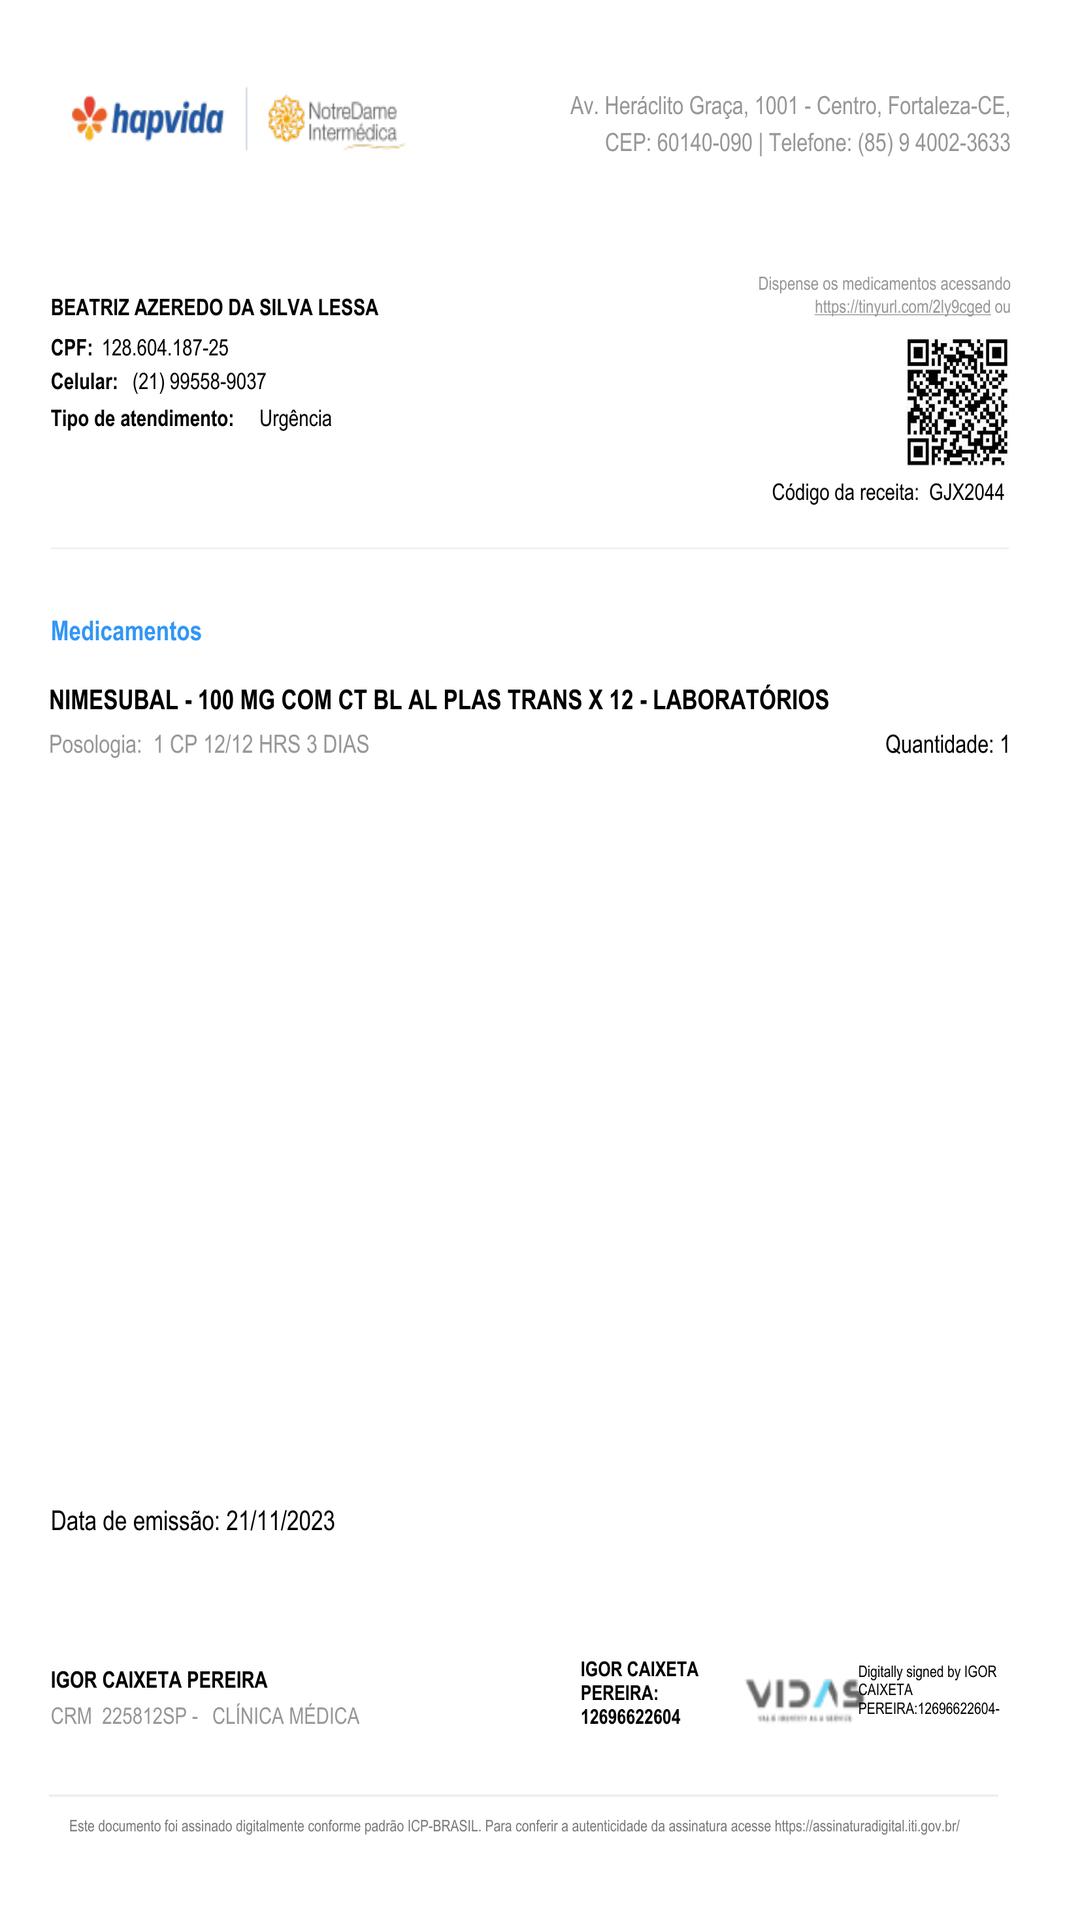 hapvida
NotreDame
Intermédica
Av. Heráclito Graça, 1001 - Centro, Fortaleza-CE,
CEP: 60140-090 | Telefone: (85) 9 4002-3633
Dispense os medicamentos acessando
https://tinyurl.com/2ly9cged ou
BEATRIZ AZEREDO DA SILVA LESSA
CPF: 128.604.187-25
Celular: (21) 99558-9037
Tipo de atendimento: Urgência
Código da receita: GJX2044
Medicamentos
NIMESUBAL - 100 MG COM CT BL AL PLAS TRANS X 12 - LABORATÓRIOS
Posologia: 1 CP 12/12 HRS 3 DIAS
Quantidade: 1
Data de emissão: 21/11/2023
IGOR CAIXETA PEREIRA
CRM 225812SP - CLÍNICA MÉDICA
IGOR CAIXETA
PEREIRA:
12696622604
VIDAS
Digitally signed by IGOR
CAIXETA
PEREIRA:12696622604-
Este documento foi assinado digitalmente conforme padrão ICP-BRASIL. Para conferir a autenticidade da assinatura acesse https://assinaturadigital.iti.gov.br/